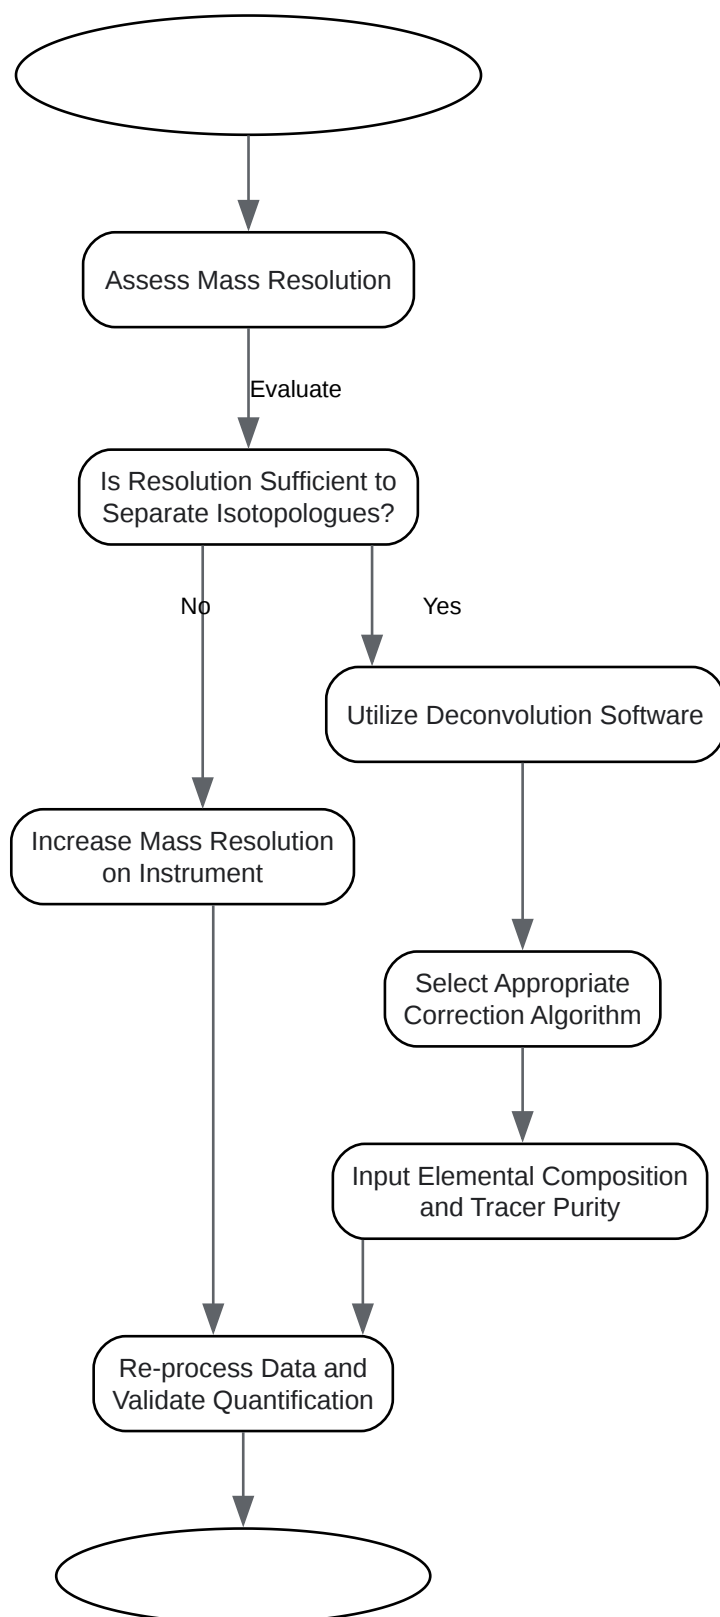 Assess Mass Resolution
Evaluate
Is Resolution Sufficient to
Separate Isotopologues?
No
Yes
Utilize Deconvolution Software
Increase Mass Resolution
on Instrument
Select Appropriate
Correction Algorithm
Input Elemental Composition
and Tracer Purity
Re-process Data and
Validate Quantification